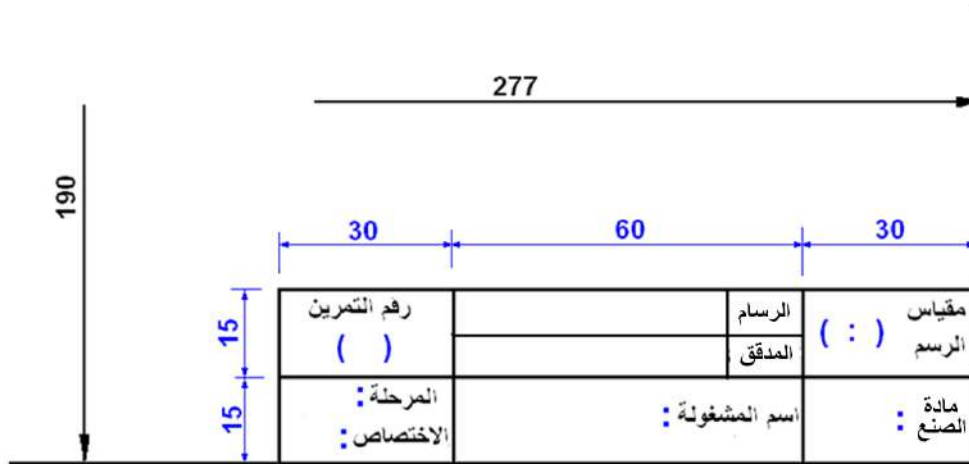 277
190
30
60
30
15
مقياس
الرسم
( : )
الرسام
المدقق
رقم التمرين
( )
15
مادة
الصنع :
اسم المشغولة :
المرحلة :
الاختصاص :